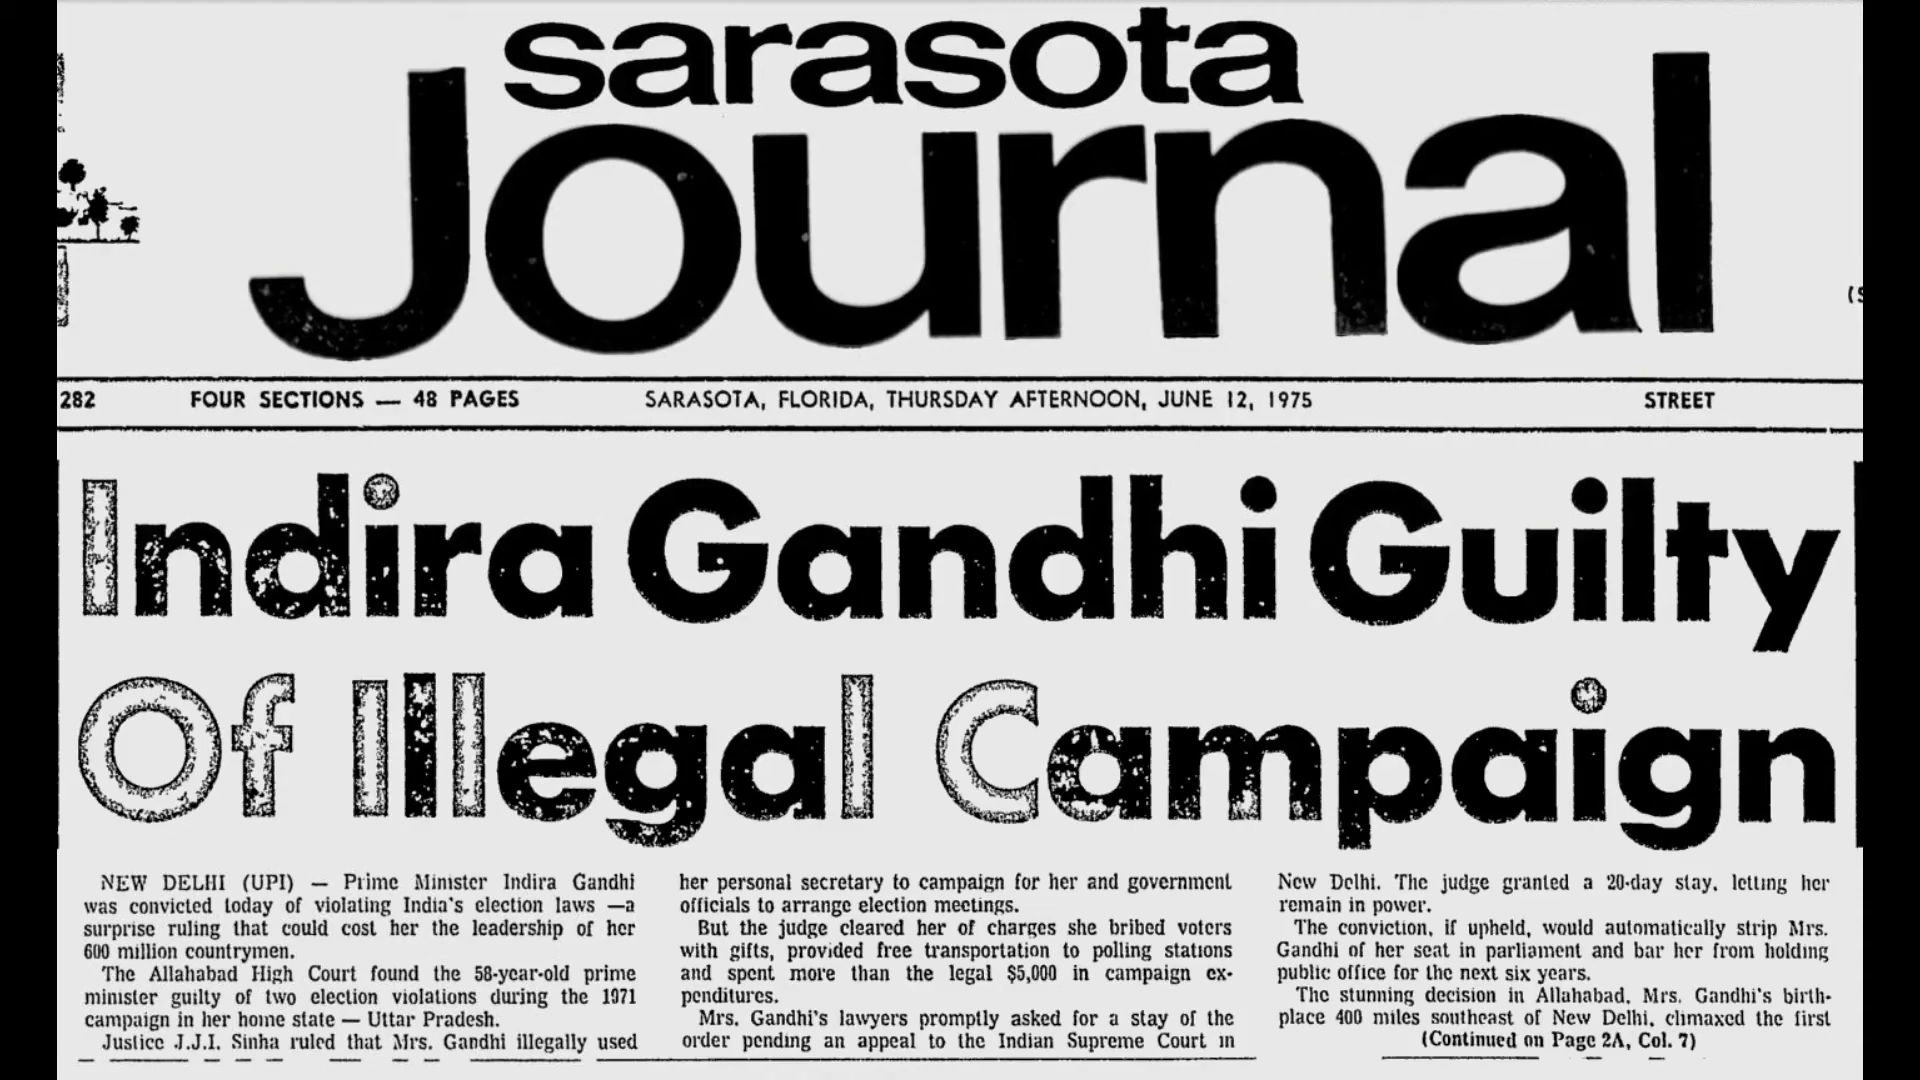 sarasota
Journal
282 FOUR SECTIONS — 48 PAGES SARASOTA, FLORIDA, THURSDAY AFTERNOON, JUNE 12, 1975 STREET
Indira Gandhi Guilty
Of Illegal Campaign
NEW DELHI (UPI) — Prime Minister Indira Gandhi
was convicted today of violating India's election laws —a
surprise ruling that could cost her the leadership of her
600 million countrymen.
The Allahabad High Court found the 58-year-old prime
minister guilty of two election violations during the 1971
campaign in her home state — Uttar Pradesh.
Justice J.J.I. Sinha ruled that Mrs. Gandhi illegally used
her personal secretary to campaign for her and government
officials to arrange election meetings.
But the judge cleared her of charges she bribed voters
with gifts, provided free transportation to polling stations
and spent more than the legal $5,000 in campaign ex-
penditures.
Mrs. Gandhi's lawyers promptly asked for a stay of the
order pending an appeal to the Indian Supreme Court in
New Delhi. The judge granted a 20-day stay, letting her
remain in power.
The conviction, if upheld, would automatically strip Mrs.
Gandhi of her seat in parliament and bar her from holding
public office for the next six years.
The stunning decision in Allahabad, Mrs. Gandhi's birth-
place 400 miles southeast of New Delhi, climaxed the first
(Continued on Page 2A, Col. 7)